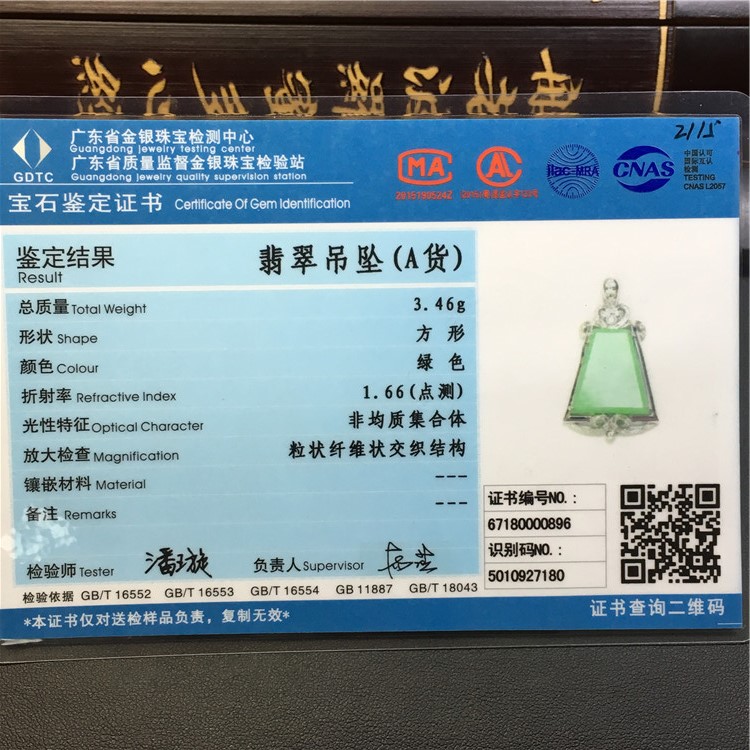 2115
GDTC
广东省金银珠宝检测中心
Guangdong jewelry testing center
广东省质量监督金银珠宝检验站
Guangdong jewelry quality supervision station
MA
AL
ilac-MRA
CNAS
中国认可
国际互认
检测
TESTING
CNAS L2057
宝石鉴定证书 Certificate Of Gem Identification
鉴定结果 翡翠吊坠(A货)
Result
总质量 Total Weight 3.46g
形状 Shape 方形
颜色 Colour 绿色
折射率 Refractive Index 1.66(点测)
光性特征 Optical Character 非均质集合体
放大检查 Magnification 粒状纤维状交织结构
镶嵌材料 Material ---
备注 Remarks ---
检验师 Tester 潘璇 负责人 Supervisor
检验依据 GB/T 16552 GB/T 16553 GB/T 16554 GB 11887 GB/T 18043
*本证书仅对送检样品负责，复制无效*
证书编号NO.:
67180000896
识别码NO.:
5010927180
证书查询二维码